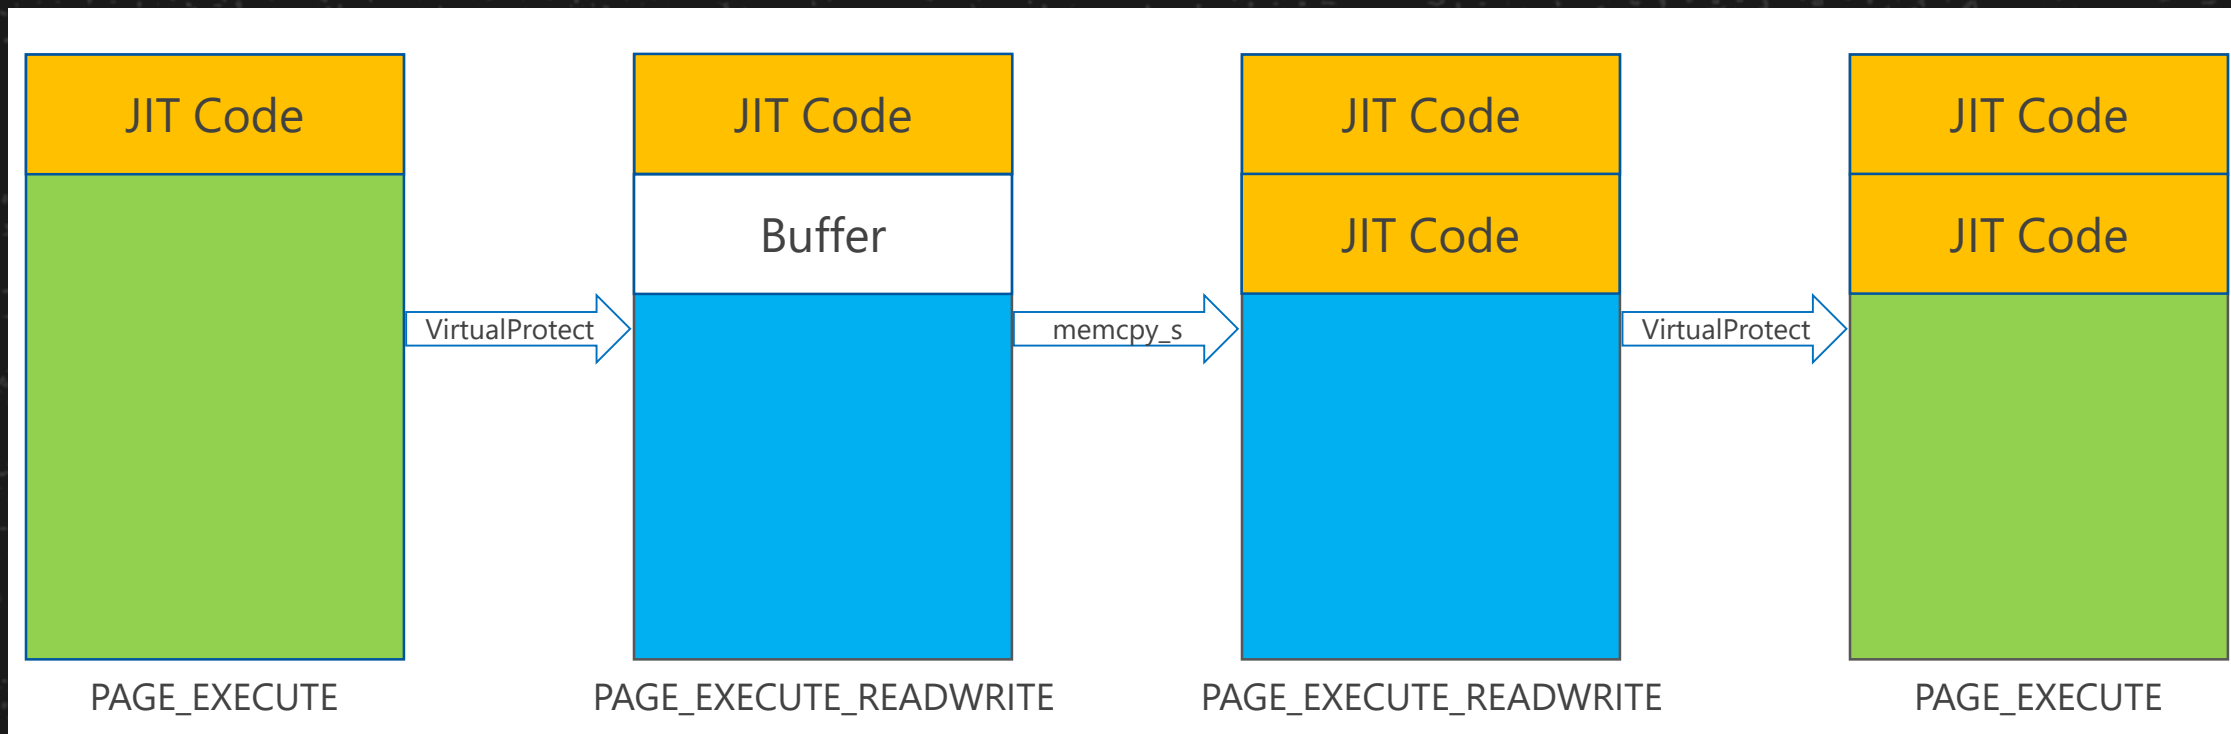 JIT Code
JIT Code
JIT Code
JIT Code
Buffer
JIT Code
JIT Code
VirtualProtect
memcpy_s
VirtualProtect
PAGE_EXECUTE
PAGE_EXECUTE_READWRITE
PAGE_EXECUTE_READWRITE
PAGE_EXECUTE